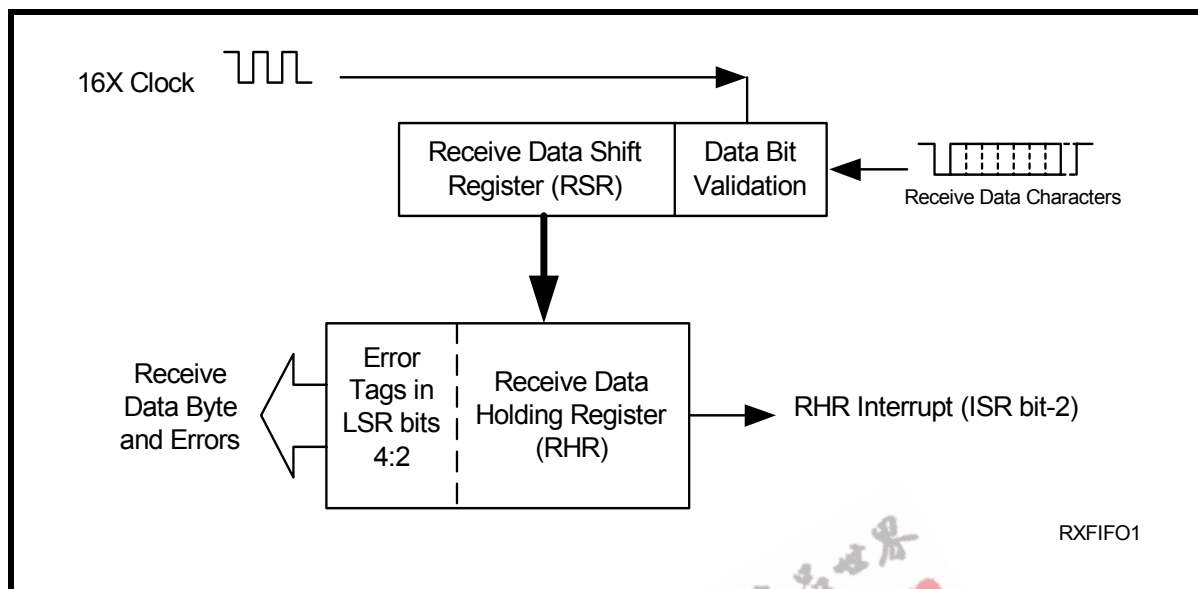 16X Clock
Receive Data Shift
Register (RSR)
Data Bit
Validation
Receive Data Characters
Receive
Data Byte
and Errors
Error
Tags in
LSR bits
4:2
Receive Data
Holding Register
(RHR)
RHR Interrupt (ISR bit-2)
RXFIFO1